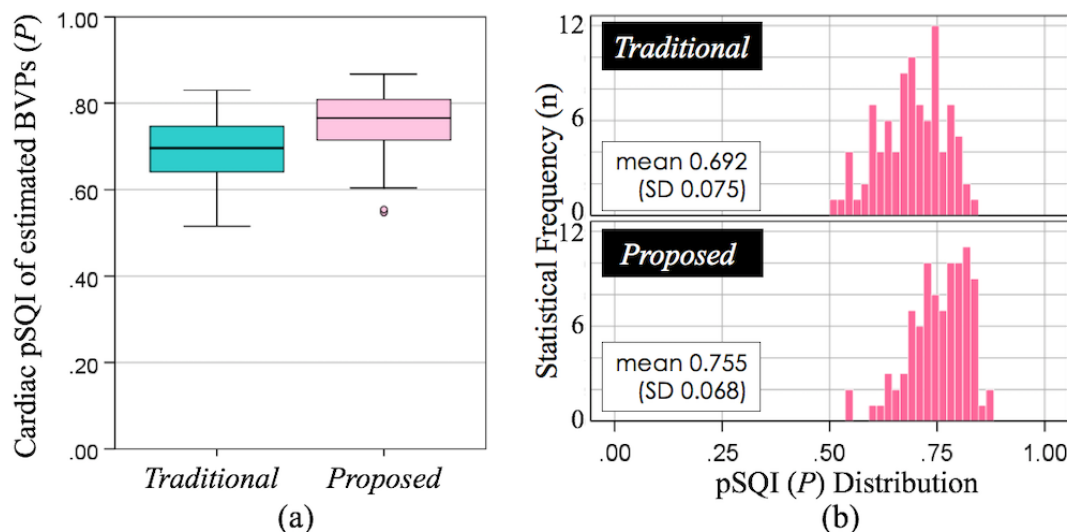 Cardiac pSQI of estimated BVPs (P)
1.00
.80
.60
.40
.20
.00
Traditional
Proposed
(a)
Statistical Frequency (n)
12
6
0
Traditional
mean 0.692
(SD 0.075)
12
6
0
Proposed
mean 0.755
(SD 0.068)
.00
.25
.50
.75
1.00
pSQI (P) Distribution
(b)